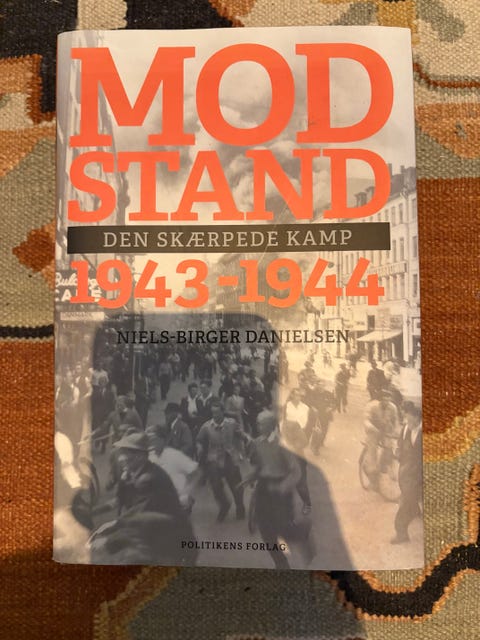 MOD
STAND
DEN SKÆRPEDE KAMP
1943-1944
NIELS-BIRGER DANIELSEN
POLITIKENS FORLAG